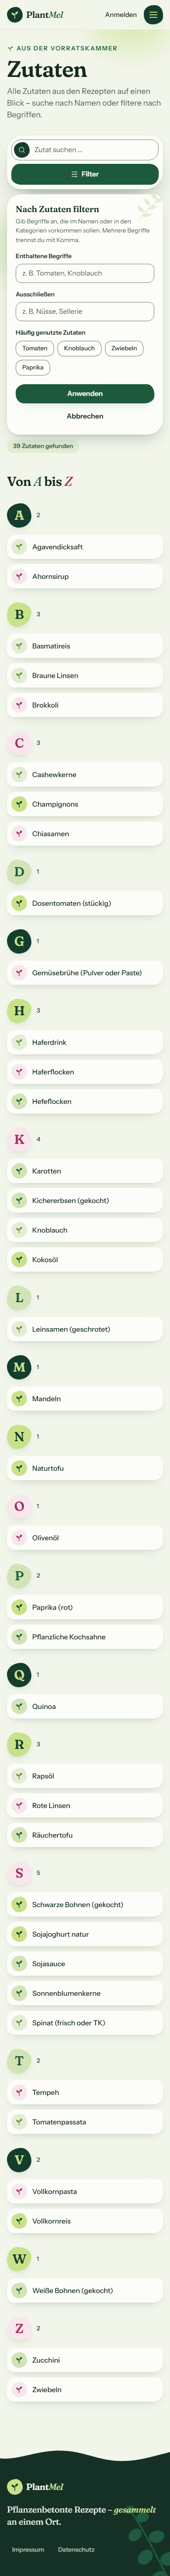 PlantMel
Anmelden
AUS DER VORRATSKAMMER
Zutaten
Alle Zutaten aus den Rezepten auf einen
Blick – suche nach Namen oder filtere nach
Begriffen.
Zutat suchen ...
Filter
Nach Zutaten filtern
Gib Begriffe an, die im Namen oder in den
Kategorien vorkommen sollen. Mehrere Begriffe
trennst du mit Komma.
Enthaltene Begriffe
z. B. Tomaten, Knoblauch
Ausschließen
z. B. Nüsse, Sellerie
Häufig genutzte Zutaten
Tomaten
Knoblauch
Zwiebeln
Paprika
Anwenden
Abbrechen
39 Zutaten gefunden
Von A bis Z
A 2
Agavendicksaft
Ahornsirup
B 3
Basmatireis
Braune Linsen
Brokkoli
C 3
Cashewkerne
Champignons
Chiasamen
D 1
Dosentomaten (stückig)
G 1
Gemüsebrühe (Pulver oder Paste)
H 3
Haferdrink
Haferflocken
Hefeflocken
K 4
Karotten
Kichererbsen (gekocht)
Knoblauch
Kokosöl
L 1
Leinsamen (geschrotet)
M 1
Mandeln
N 1
Naturtofu
O 1
Olivenöl
P 2
Paprika (rot)
Pflanzliche Kochsahne
Q 1
Quinoa
R 3
Rapsöl
Rote Linsen
Räuchertofu
S 5
Schwarze Bohnen (gekocht)
Sojajoghurt natur
Sojasauce
Sonnenblumenkerne
Spinat (frisch oder TK)
T 2
Tempeh
Tomatenpassata
V 2
Vollkornpasta
Vollkornreis
W 1
Weiße Bohnen (gekocht)
Z 2
Zucchini
Zwiebeln
PlantMel
Pflanzenbetonte Rezepte – gesammelt
an einem Ort.
Impressum
Datenschutz